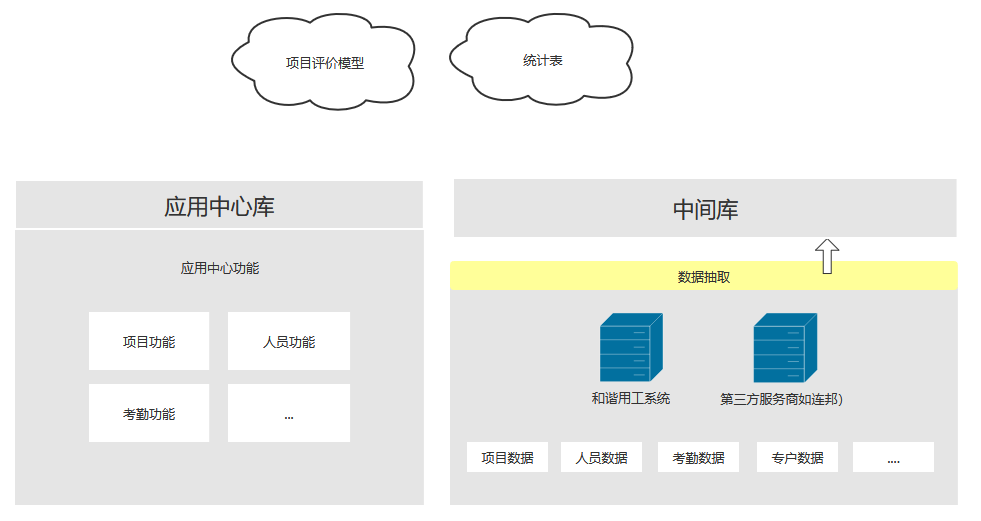 项目评价模型
统计表
应用中心库
中间库
应用中心功能
数据抽取
项目功能
人员功能
考勤功能
...
和谐用工系统
第三方服务商如连邦）
项目数据
人员数据
考勤数据
专户数据
....